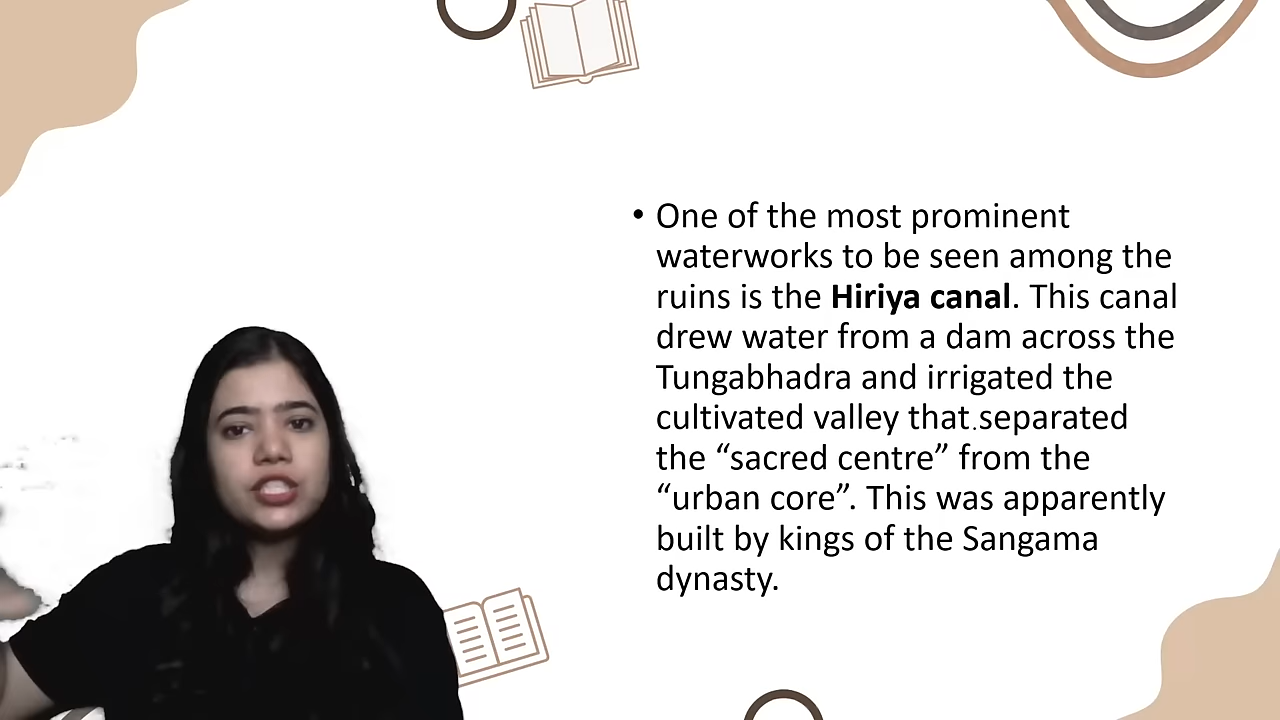 • One of the most prominent
waterworks to be seen among the
ruins is the Hiriya canal. This canal
drew water from a dam across the
Tungabhadra and irrigated the
cultivated valley that.separated
the “sacred centre” from the
“urban core”. This was apparently
built by kings of the Sangama
dynasty.